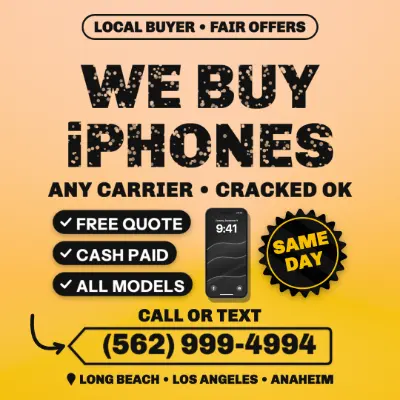 LOCAL BUYER • FAIR OFFERS
WE BUY
iPHONES
ANY CARRIER • CRACKED OK
FREE QUOTE
CASH PAID
ALL MODELS
9:41
SAME
DAY
CALL OR TEXT
(562) 999-4994
LONG BEACH • LOS ANGELES • ANAHEIM